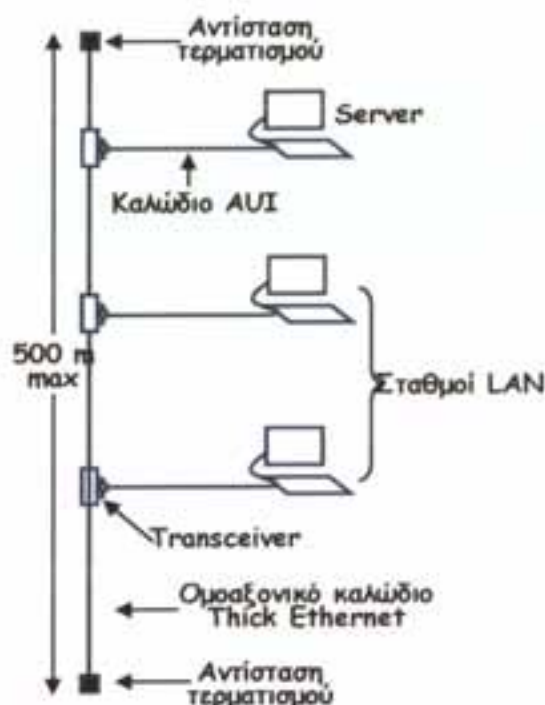 Αντίσταση
τερματισμού
Server
Καλώδιο AUI
500 m
max
Σταθμοί LAN
Transceiver
Ομοαξονικό καλώδιο
Thick Ethernet
Αντίσταση
τερματισμού